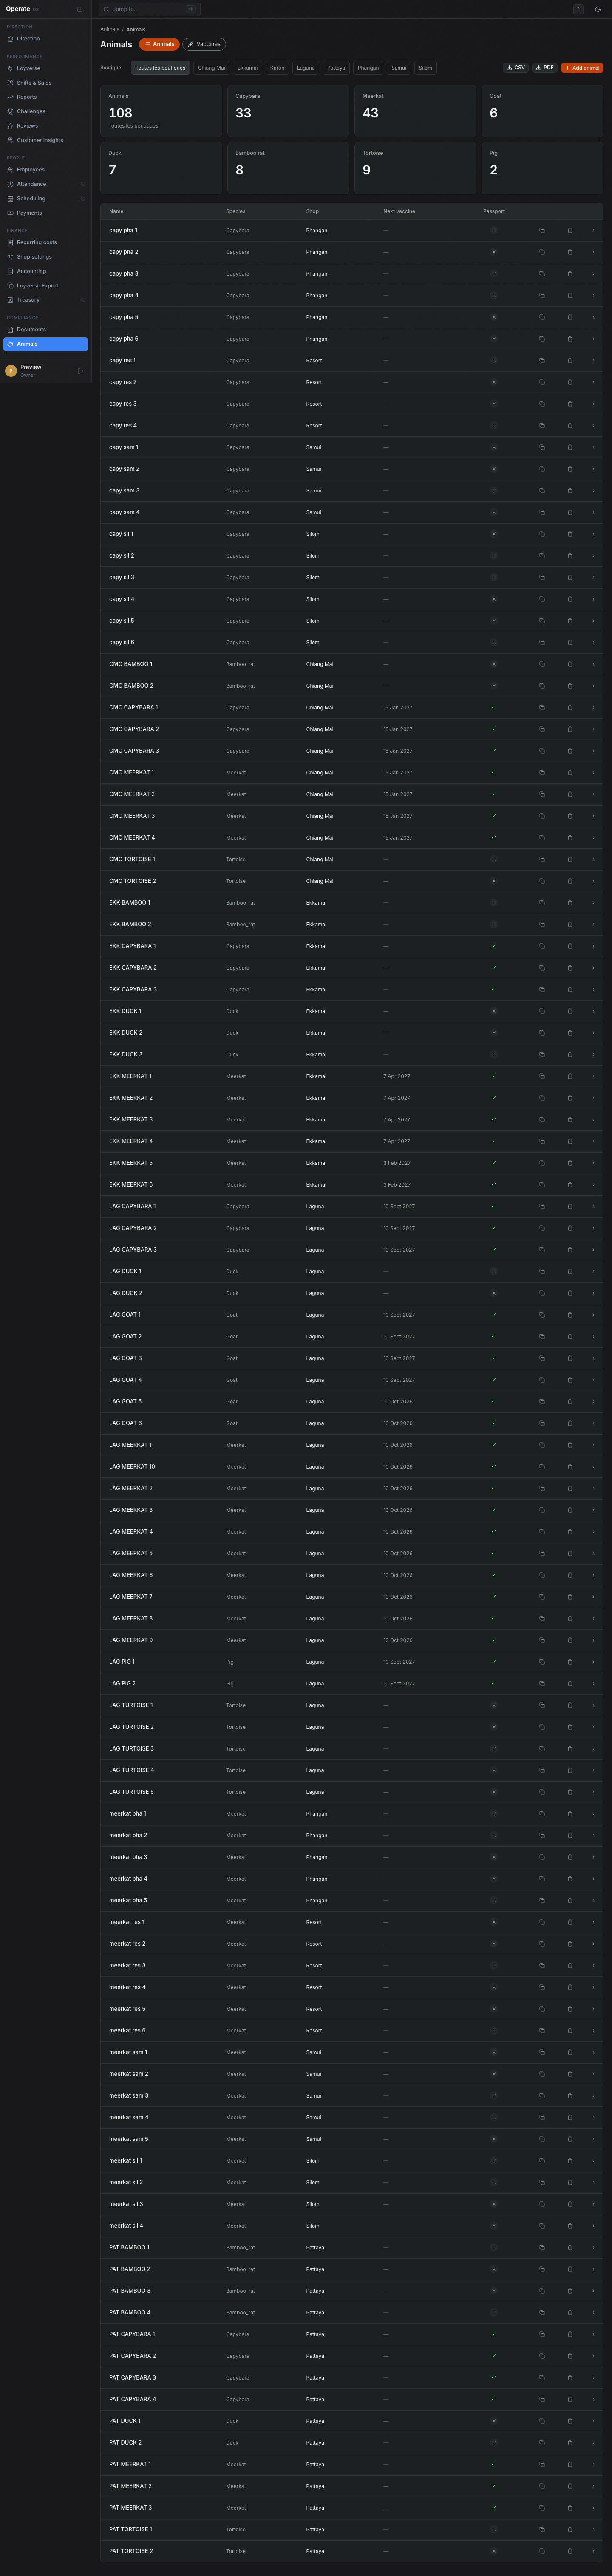 Operate
Jump to...
?
DIRECTION
Direction
PERFORMANCE
Loyverse
Shifts & Sales
Reports
Challenges
Reviews
Customer Insights
PEOPLE
Employees
Attendance
Scheduling
Payments
FINANCE
Recurring costs
Shop settings
Accounting
Loyverse Export
Treasury
COMPLIANCE
Documents
Animals
Preview
Owner
Animals / Animals
Animals Animals Vaccines
Boutique Toutes les boutiques Chiang Mai Ekkamai Karon Laguna Pattaya Phangan Samui Silom CSV PDF + Add animal
Animals
108
Toutes les boutiques
Capybara
33
Meerkat
43
Goat
6
Duck
7
Bamboo rat
8
Tortoise
9
Pig
2
Name Species Shop Next vaccine Passport
capy pha 1 Capybara Phangan —
capy pha 2 Capybara Phangan —
capy pha 3 Capybara Phangan —
capy pha 4 Capybara Phangan —
capy pha 5 Capybara Phangan —
capy pha 6 Capybara Phangan —
capy res 1 Capybara Resort —
capy res 2 Capybara Resort —
capy res 3 Capybara Resort —
capy res 4 Capybara Resort —
capy sam 1 Capybara Samui —
capy sam 2 Capybara Samui —
capy sam 3 Capybara Samui —
capy sam 4 Capybara Samui —
capy sil 1 Capybara Silom —
capy sil 2 Capybara Silom —
capy sil 3 Capybara Silom —
capy sil 4 Capybara Silom —
capy sil 5 Capybara Silom —
capy sil 6 Capybara Silom —
CMC BAMBOO 1 Bamboo_rat Chiang Mai —
CMC BAMBOO 2 Bamboo_rat Chiang Mai —
CMC CAPYBARA 1 Capybara Chiang Mai 15 Jan 2027
CMC CAPYBARA 2 Capybara Chiang Mai 15 Jan 2027
CMC CAPYBARA 3 Capybara Chiang Mai 15 Jan 2027
CMC MEERKAT 1 Meerkat Chiang Mai 15 Jan 2027
CMC MEERKAT 2 Meerkat Chiang Mai 15 Jan 2027
CMC MEERKAT 3 Meerkat Chiang Mai 15 Jan 2027
CMC MEERKAT 4 Meerkat Chiang Mai 15 Jan 2027
CMC TORTOISE 1 Tortoise Chiang Mai —
CMC TORTOISE 2 Tortoise Chiang Mai —
EKK BAMBOO 1 Bamboo_rat Ekkamai —
EKK BAMBOO 2 Bamboo_rat Ekkamai —
EKK CAPYBARA 1 Capybara Ekkamai —
EKK CAPYBARA 2 Capybara Ekkamai —
EKK CAPYBARA 3 Capybara Ekkamai —
EKK DUCK 1 Duck Ekkamai —
EKK DUCK 2 Duck Ekkamai —
EKK DUCK 3 Duck Ekkamai —
EKK MEERKAT 1 Meerkat Ekkamai 7 Apr 2027
EKK MEERKAT 2 Meerkat Ekkamai 7 Apr 2027
EKK MEERKAT 3 Meerkat Ekkamai 7 Apr 2027
EKK MEERKAT 4 Meerkat Ekkamai 7 Apr 2027
EKK MEERKAT 5 Meerkat Ekkamai 3 Feb 2027
EKK MEERKAT 6 Meerkat Ekkamai 3 Feb 2027
LAG CAPYBARA 1 Capybara Laguna 10 Sept 2027
LAG CAPYBARA 2 Capybara Laguna 10 Sept 2027
LAG CAPYBARA 3 Capybara Laguna 10 Sept 2027
LAG DUCK 1 Duck Laguna —
LAG DUCK 2 Duck Laguna —
LAG GOAT 1 Goat Laguna 10 Sept 2027
LAG GOAT 2 Goat Laguna 10 Sept 2027
LAG GOAT 3 Goat Laguna 10 Sept 2027
LAG GOAT 4 Goat Laguna 10 Sept 2027
LAG GOAT 5 Goat Laguna 10 Oct 2026
LAG GOAT 6 Goat Laguna 10 Oct 2026
LAG MEERKAT 1 Meerkat Laguna 10 Oct 2026
LAG MEERKAT 10 Meerkat Laguna 10 Oct 2026
LAG MEERKAT 2 Meerkat Laguna 10 Oct 2026
LAG MEERKAT 3 Meerkat Laguna 10 Oct 2026
LAG MEERKAT 4 Meerkat Laguna 10 Oct 2026
LAG MEERKAT 5 Meerkat Laguna 10 Oct 2026
LAG MEERKAT 6 Meerkat Laguna 10 Oct 2026
LAG MEERKAT 7 Meerkat Laguna 10 Oct 2026
LAG MEERKAT 8 Meerkat Laguna 10 Oct 2026
LAG MEERKAT 9 Meerkat Laguna 10 Oct 2026
LAG PIG 1 Pig Laguna 10 Sept 2027
LAG PIG 2 Pig Laguna 10 Sept 2027
LAG TURTOISE 1 Tortoise Laguna —
LAG TURTOISE 2 Tortoise Laguna —
LAG TURTOISE 3 Tortoise Laguna —
LAG TURTOISE 4 Tortoise Laguna —
LAG TURTOISE 5 Tortoise Laguna —
meerkat pha 1 Meerkat Phangan —
meerkat pha 2 Meerkat Phangan —
meerkat pha 3 Meerkat Phangan —
meerkat pha 4 Meerkat Phangan —
meerkat pha 5 Meerkat Phangan —
meerkat res 1 Meerkat Resort —
meerkat res 2 Meerkat Resort —
meerkat res 3 Meerkat Resort —
meerkat res 4 Meerkat Resort —
meerkat res 5 Meerkat Resort —
meerkat res 6 Meerkat Resort —
meerkat sam 1 Meerkat Samui —
meerkat sam 2 Meerkat Samui —
meerkat sam 3 Meerkat Samui —
meerkat sam 4 Meerkat Samui —
meerkat sam 5 Meerkat Samui —
meerkat sil 1 Meerkat Silom —
meerkat sil 2 Meerkat Silom —
meerkat sil 3 Meerkat Silom —
meerkat sil 4 Meerkat Silom —
PAT BAMBOO 1 Bamboo_rat Pattaya —
PAT BAMBOO 2 Bamboo_rat Pattaya —
PAT BAMBOO 3 Bamboo_rat Pattaya —
PAT BAMBOO 4 Bamboo_rat Pattaya —
PAT CAPYBARA 1 Capybara Pattaya —
PAT CAPYBARA 2 Capybara Pattaya —
PAT CAPYBARA 3 Capybara Pattaya —
PAT CAPYBARA 4 Capybara Pattaya —
PAT DUCK 1 Duck Pattaya —
PAT DUCK 2 Duck Pattaya —
PAT MEERKAT 1 Meerkat Pattaya —
PAT MEERKAT 2 Meerkat Pattaya —
PAT MEERKAT 3 Meerkat Pattaya —
PAT TORTOISE 1 Tortoise Pattaya —
PAT TORTOISE 2 Tortoise Pattaya —